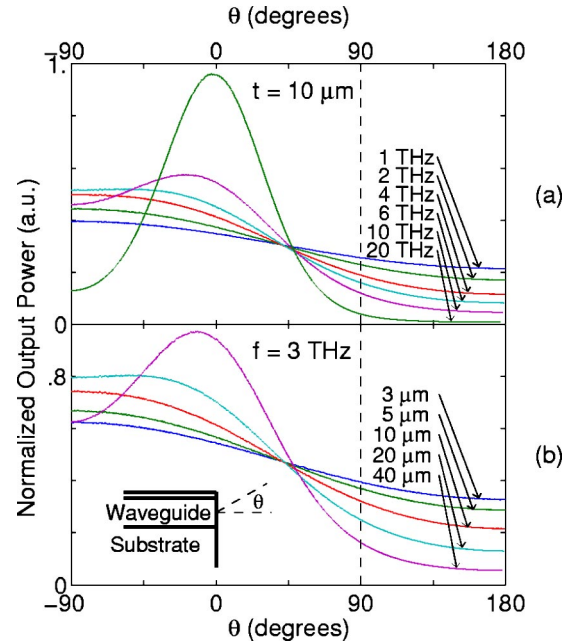 θ (degrees)
−90 0 90 180
1.
t = 10 μm
1 THz
2 THz
4 THz
6 THz
10 THz
20 THz
(a)
0
Normalized Output Power (a.u.)
f = 3 THz
.8
3 μm
5 μm
10 μm
20 μm
40 μm
(b)
θ
Waveguide
Substrate
0
−90 0 90 180
θ (degrees)